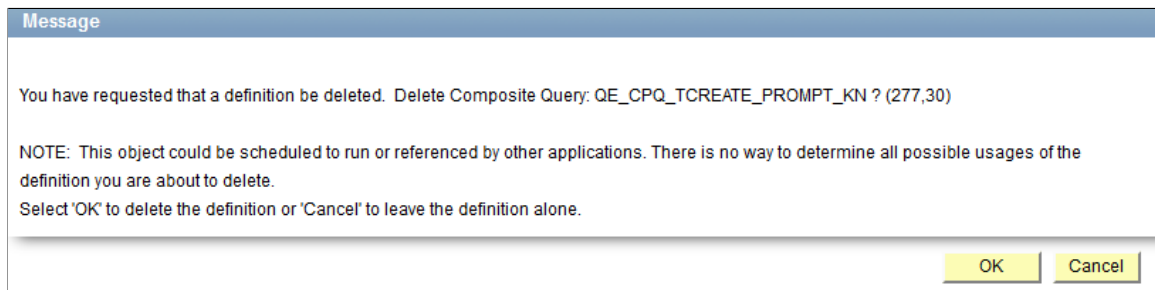 Message
You have requested that a definition be deleted.  Delete Composite Query: QE_CPQ_TCREATE_PROMPT_KN ? (277,30)
NOTE:  This object could be scheduled to run or referenced by other applications. There is no way to determine all possible usages of the
definition you are about to delete.
Select 'OK' to delete the definition or 'Cancel' to leave the definition alone.
OK Cancel